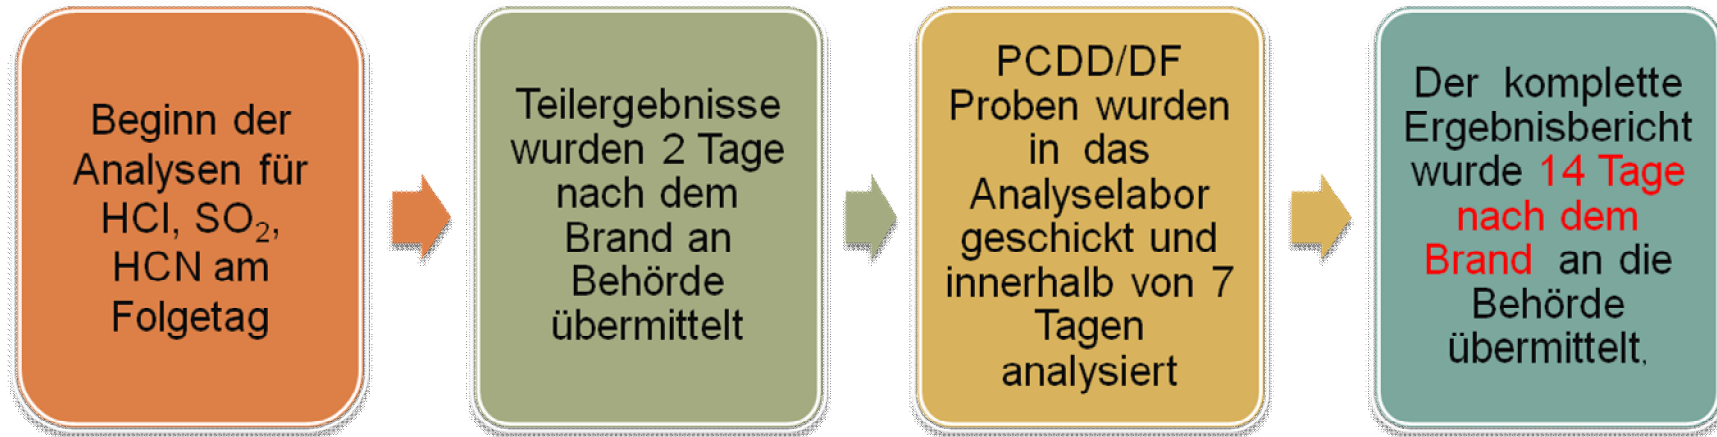 Beginn der
Analysen für
HCl, SO₂,
HCN am
Folgetag
Teilergebnisse
wurden 2 Tage
nach dem
Brand an
Behörde
übermittelt
PCDD/DF
Proben wurden
in das
Analyselabor
geschickt und
innerhalb von 7
Tagen
analysiert
Der komplette
Ergebnisbericht
wurde 14 Tage
nach dem
Brand an die
Behörde
übermittelt,